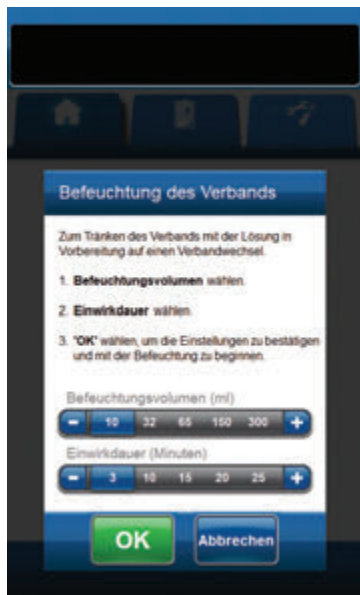 Befeuchtung des Verbands
Zum Tränken des Verbands mit der Lösung in
Vorbereitung auf einen Verbandwechsel.
1. Befeuchtungsvolumen wählen.
2. Einwirkdauer wählen.
3. "OK" wählen, um die Einstellungen zu bestätigen
und mit der Befeuchtung zu beginnen.
Befeuchtungsvolumen (ml)
- 10 32 65 150 300 +
Einwirkdauer (Minuten)
- 3 10 15 20 25 +
OK Abbrechen